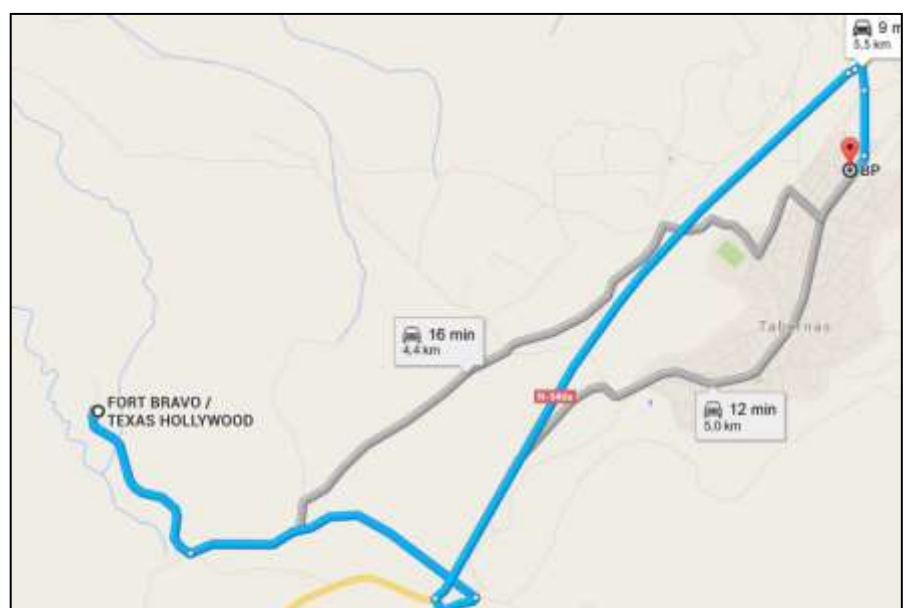 9 m
5,5 km
BP
16 min
4,4 km
Tabernas
FORT BRAVO /
TEXAS HOLLYWOOD
N-340a
12 min
5,0 km